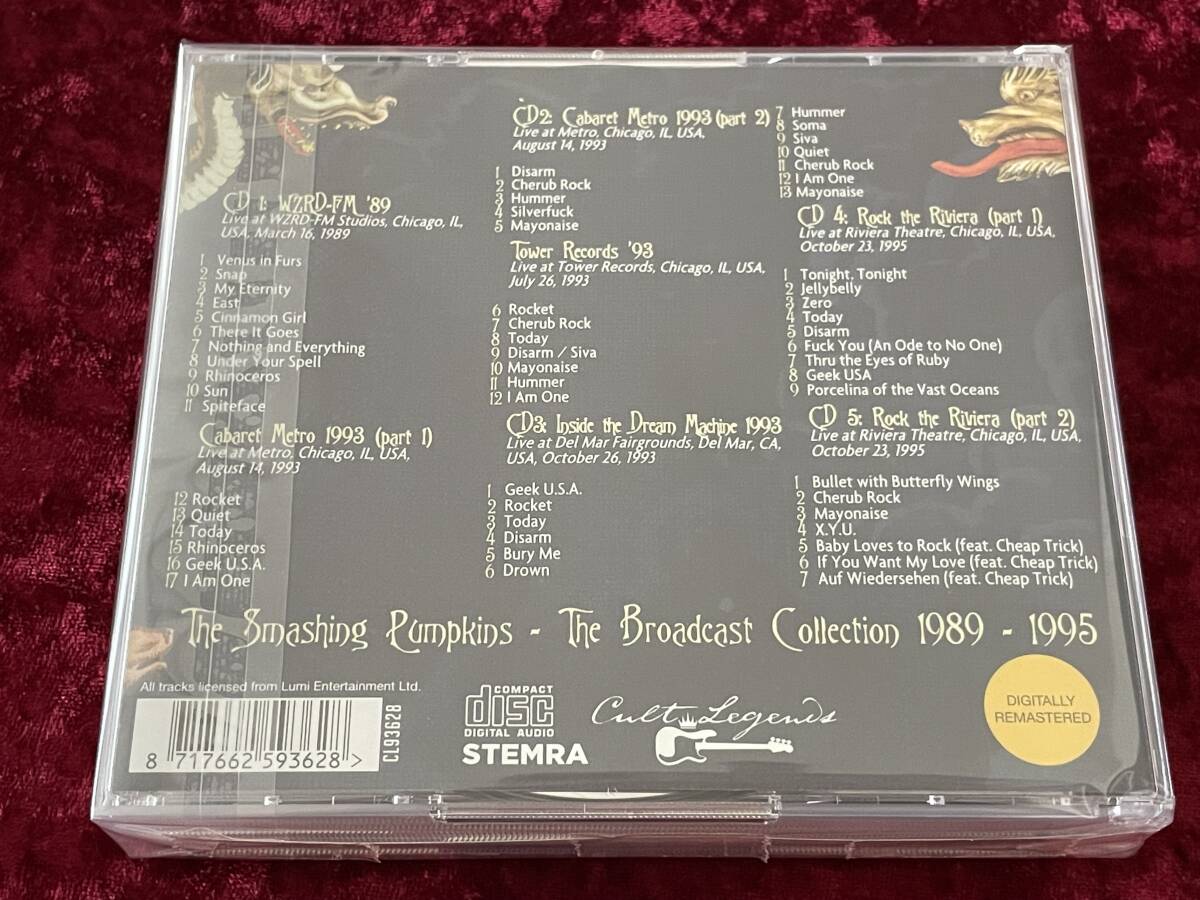 CD 1: WZRD-FM '89
Live at WZRD-FM Studios, Chicago, IL,
USA, March 16, 1989
1 Venus in Furs
2 Snap
3 My Eternity
4 East
5 Cinnamon Girl
6 There It Goes
7 Nothing and Everything
8 Under Your Spell
9 Rhinoceros
10 Sun
11 Spiteface
Cabaret Metro 1993 (part 1)
Live at Metro, Chicago, IL, USA,
August 14, 1993
12 Rocket
13 Quiet
14 Today
15 Rhinoceros
16 Geek U.S.A.
17 I Am One
CD2: Cabaret Metro 1993 (part 2)
Live at Metro, Chicago, IL, USA,
August 14, 1993
1 Disarm
2 Cherub Rock
3 Hummer
4 Silverfuck
5 Mayonaise
Tower Records '93
Live at Tower Records, Chicago, IL, USA,
July 26, 1993
6 Rocket
7 Cherub Rock
8 Today
9 Disarm / Siva
10 Mayonaise
11 Hummer
12 I Am One
CD3: Inside the Dream Machine 1993
Live at Del Mar Fairgrounds, Del Mar, CA,
USA, October 26, 1993
1 Geek U.S.A.
2 Rocket
3 Today
4 Disarm
5 Bury Me
6 Drown
7 Hummer
8 Soma
9 Siva
10 Quiet
11 Cherub Rock
12 I Am One
13 Mayonaise
CD 4: Rock the Riviera (part 1)
Live at Riviera Theatre, Chicago, IL, USA,
October 23, 1995
1 Tonight, Tonight
2 Jellybelly
3 Zero
4 Today
5 Disarm
6 Fuck You (An Ode to No One)
7 Thru the Eyes of Ruby
8 Geek USA
9 Porcelina of the Vast Oceans
CD 5: Rock the Riviera (part 2)
Live at Riviera Theatre, Chicago, IL, USA,
October 23, 1995
1 Bullet with Butterfly Wings
2 Cherub Rock
3 Mayonaise
4 X.Y.U.
5 Baby Loves to Rock (feat. Cheap Trick)
6 If You Want My Love (feat. Cheap Trick)
7 Auf Wiedersehen (feat. Cheap Trick)
The Smashing Pumpkins - The Broadcast Collection 1989 - 1995
All tracks licensed from Lumi Entertainment Ltd.
8 717662 593628 >
CL93628
COMPACT
disc
DIGITAL AUDIO
STEMRA
Cult Legends
DIGITALLY
REMASTERED